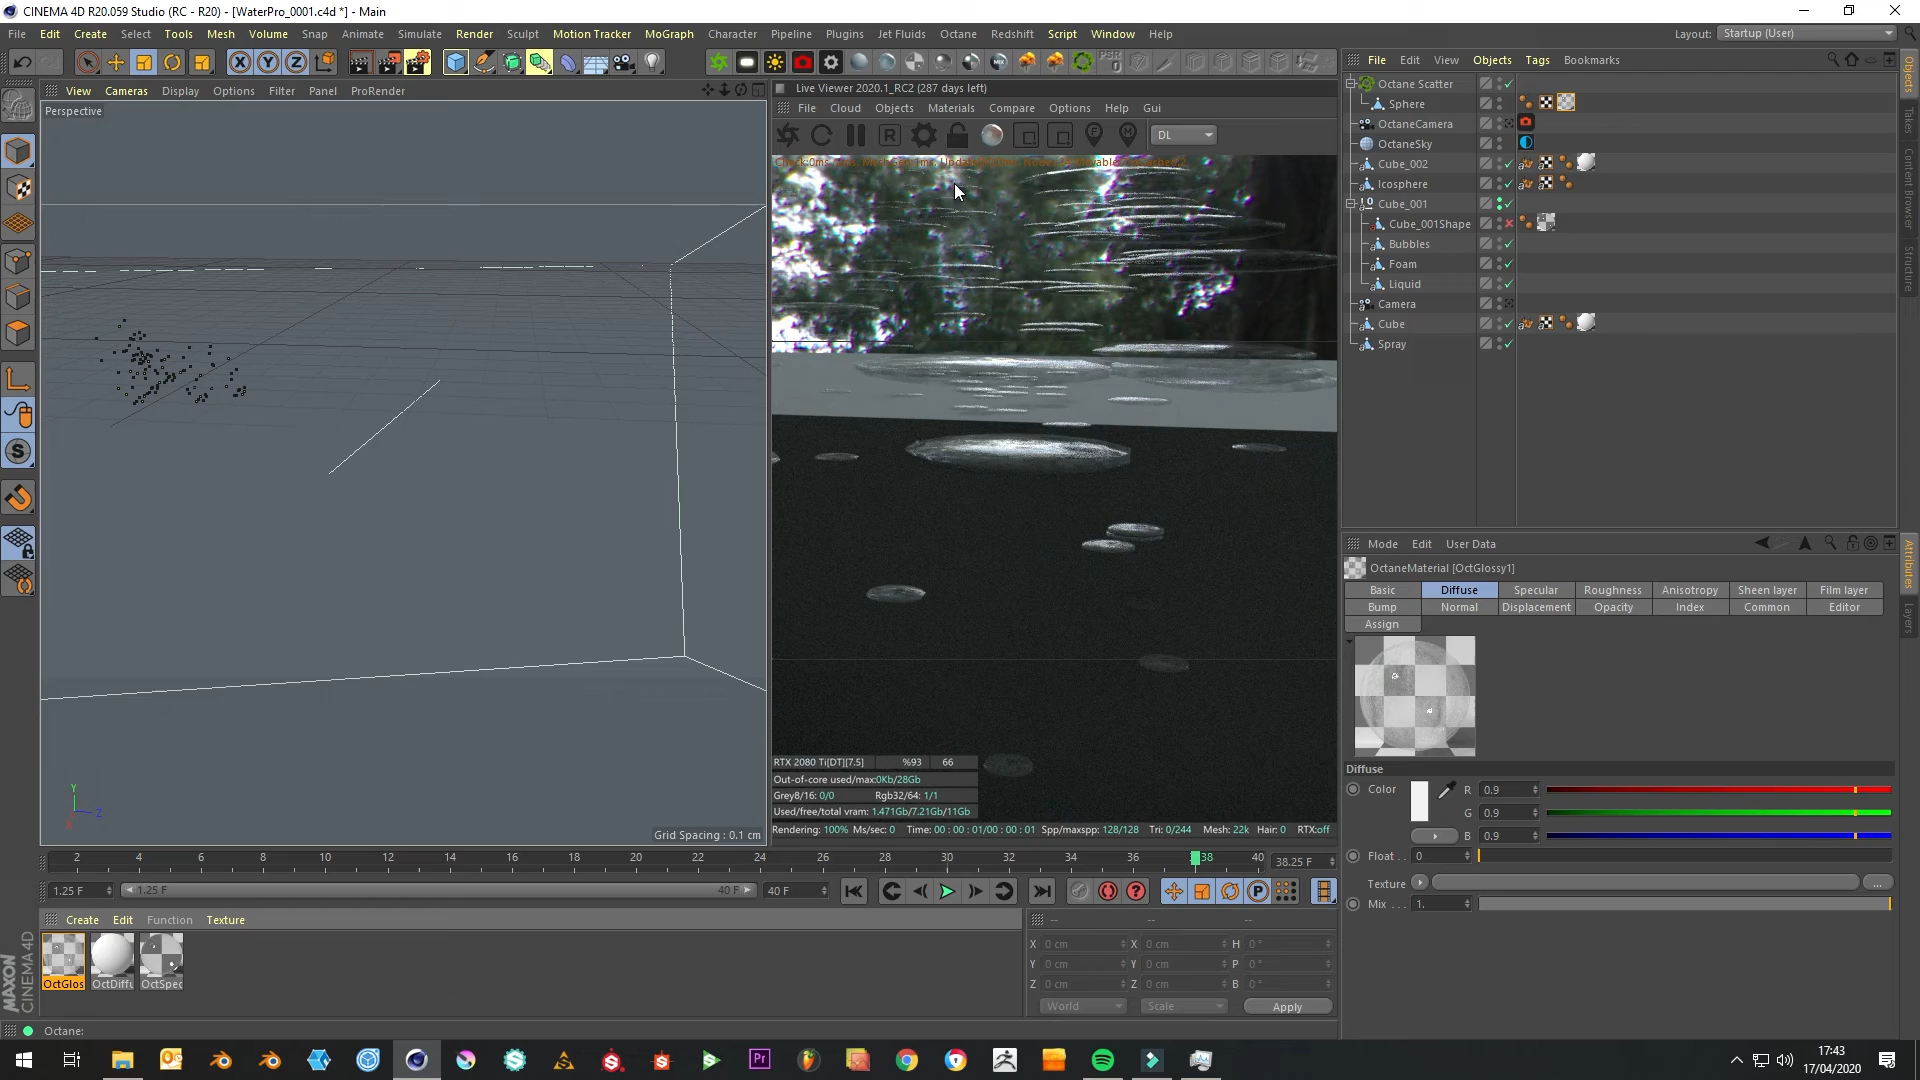 CINEMA 4D R20.059 Studio (RC - R20) - [WaterPro_0001.c4d *] - Main
File Edit Create Select Tools Mesh Volume Snap Animate Simulate Render Sculpt Motion Tracker MoGraph Character Pipeline Plugins Jet Fluids Octane Redshift Script Window Help
Layout: Startup (User)
PSR
File Edit View Objects Tags Bookmarks
View Cameras Display Options Filter Panel ProRender
Perspective
Live Viewer 2020.1_RC2 (287 days left)
File Cloud Objects Materials Compare Options Help Gui
DL
Octane Scatter
Sphere
OctaneCamera
OctaneSky
Cube_002
Icosphere
Cube_001
Cube_001Shape
Bubbles
Foam
Liquid
Camera
Cube
Spray
Objects
Takes
Content Browser
Structure
Mode Edit User Data
OctaneMaterial [OctGlossy1]
Basic Diffuse Specular Roughness Anisotropy Sheen layer Film layer
Bump Normal Displacement Opacity Index Common Editor
Assign
Attributes
Layers
Diffuse
Color R 0.9
G 0.9
B 0.9
Float . . 0
Texture ...
Mix . . . 1.
RTX 2080 Ti[DT][7.5] %93 66
Out-of-core used/max:0Kb/28Gb
Grey8/16: 0/0 Rgb32/64: 1/1
Used/free/total vram: 1.471Gb/7.21Gb/11Gb
Rendering: 100% Ms/sec: 0 Time: 00 : 00 : 01/00 : 00 : 01 Spp/maxspp: 128/128 Tri: 0/244 Mesh: 22k Hair: 0 RTX:off
Y
Z
X
Grid Spacing : 0.1 cm
2 4 6 8 10 12 14 16 18 20 22 24 26 28 30 32 34 36 38 40 38.25 F
1.25 F 1.25 F 40 F 40 F
Create Edit Function Texture
-- -- --
OctGlos OctDiffu OctSpec
X 0 cm X 0 cm H 0 °
Y 0 cm Y 0 cm P 0 °
Z 0 cm Z 0 cm B 0 °
World Scale Apply
MAXON
CINEMA 4D
Octane:
17:43
17/04/2020